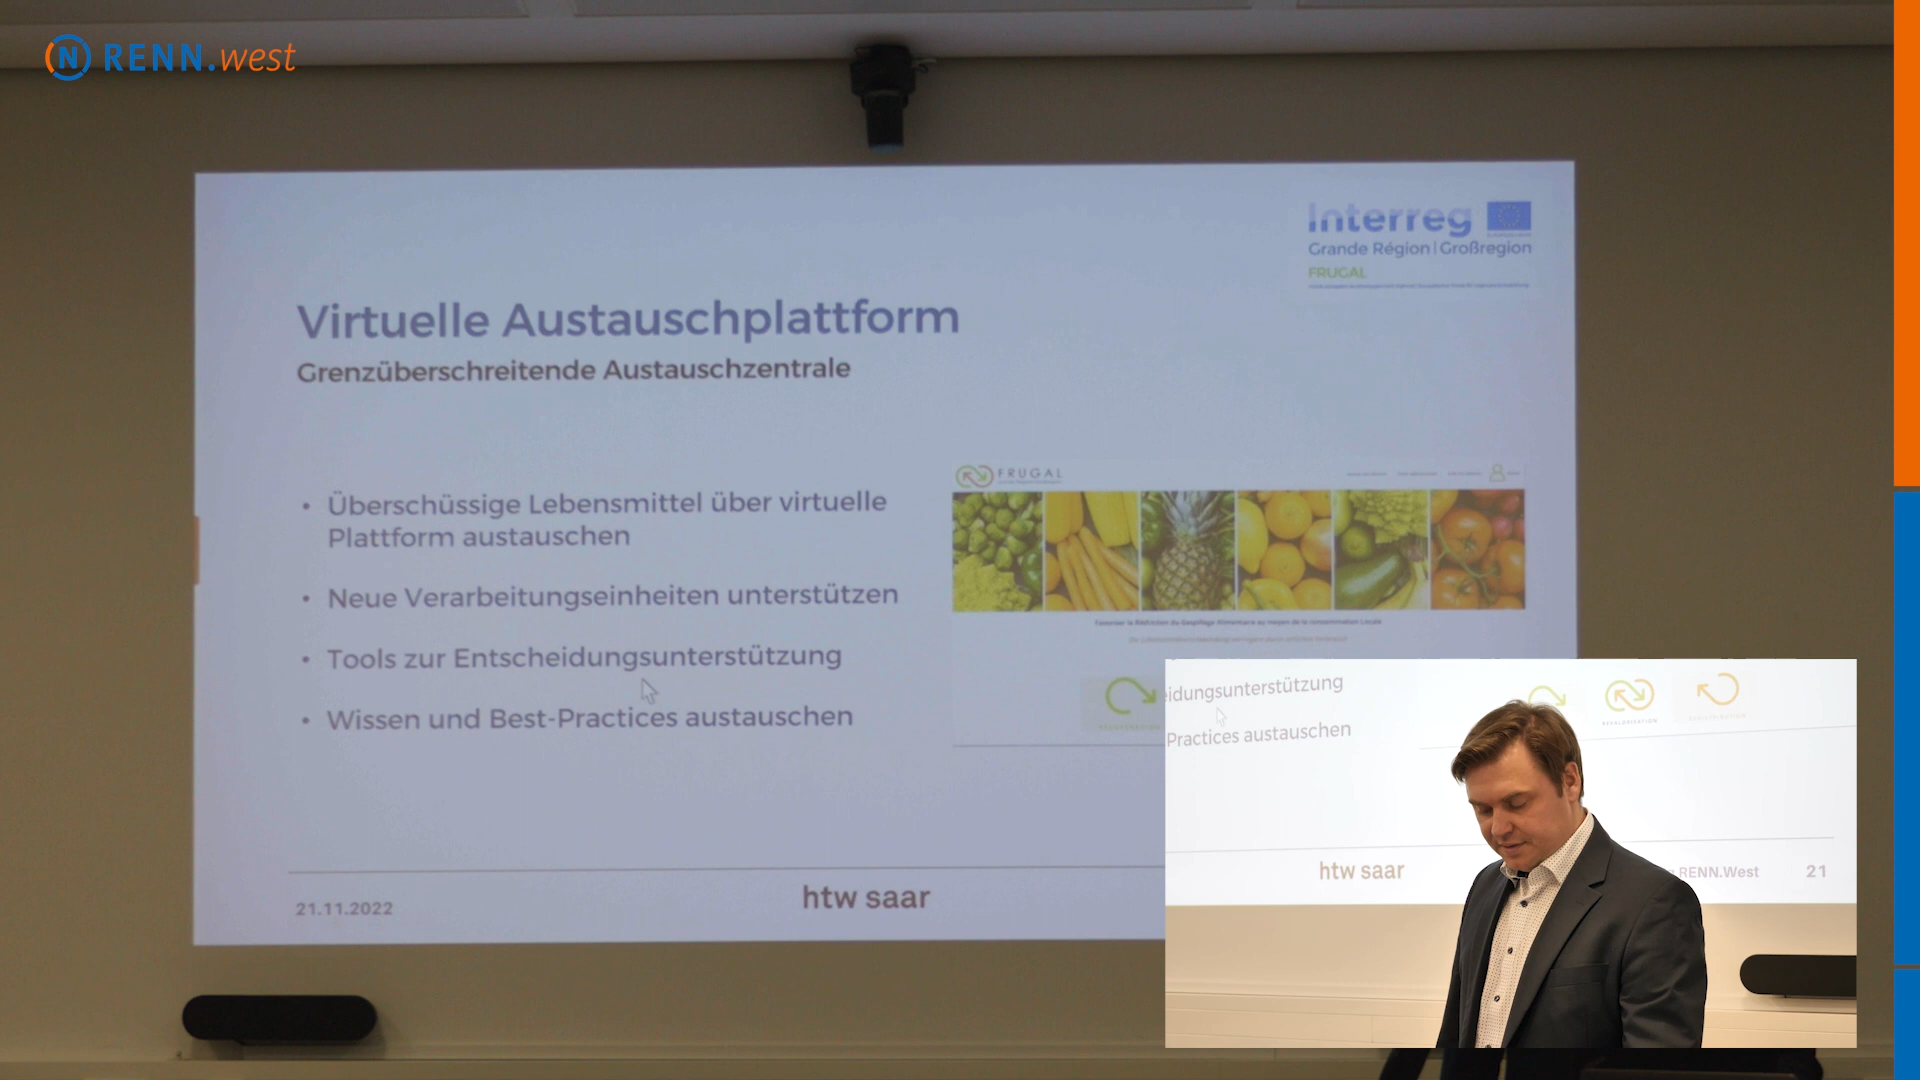 RENN.west
Interreg
Grande Région | Großregion
FRUGAL
Virtuelle Austauschplattform
Grenzüberschreitende Austauschzentrale
• Überschüssige Lebensmittel über virtuelle
Plattform austauschen
• Neue Verarbeitungseinheiten unterstützen
• Tools zur Entscheidungsunterstützung
• Wissen und Best-Practices austauschen
FRUGAL
21.11.2022
htw saar
eidungsunterstützung
Practices austauschen
htw saar
RENN.West
21